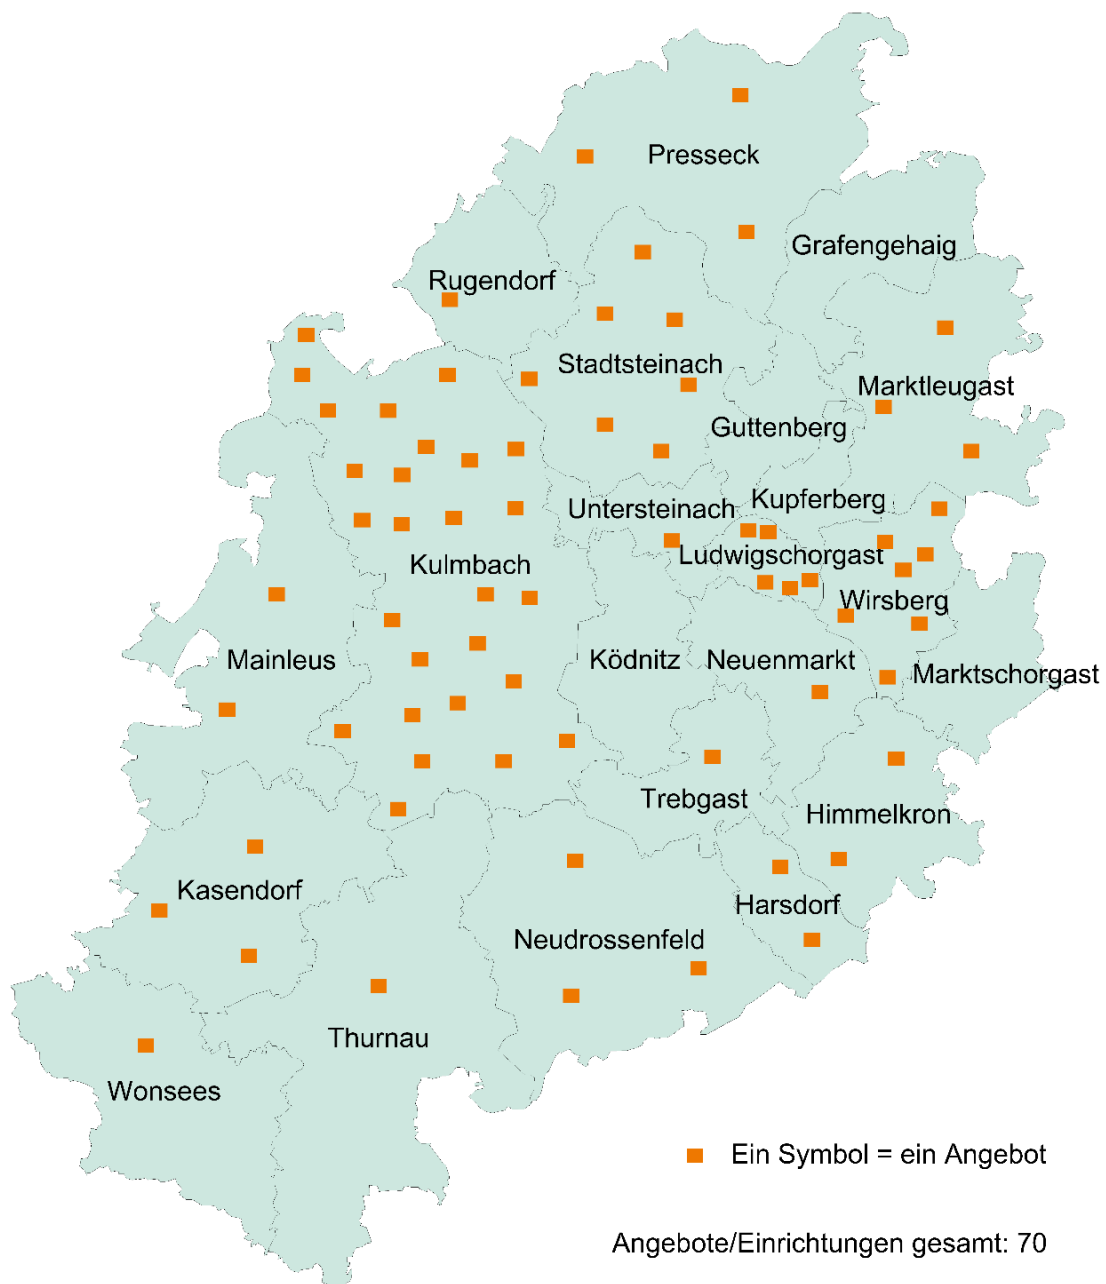 Presseck
Grafengehaig
Rugendorf
Stadtsteinach
Marktleugast
Guttenberg
Kupferberg
Untersteinach
Ludwigschorgast
Kulmbach
Wirsberg
Mainleus
Ködnitz
Neuenmarkt
Marktschorgast
Trebgast
Himmelkron
Kasendorf
Harsdorf
Neudrossenfeld
Thurnau
Wonsees
Ein Symbol = ein Angebot
Angebote/Einrichtungen gesamt: 70